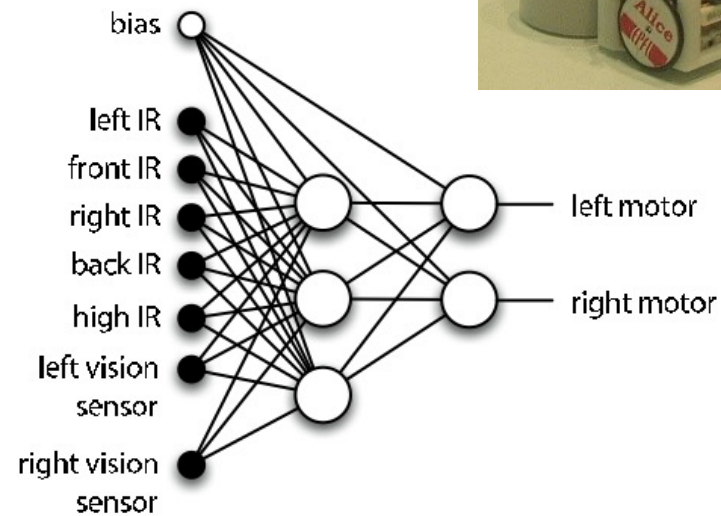 Alice
EPFL
bias
left IR
front IR
right IR
back IR
high IR
left vision
sensor
right vision
sensor
left motor
right motor